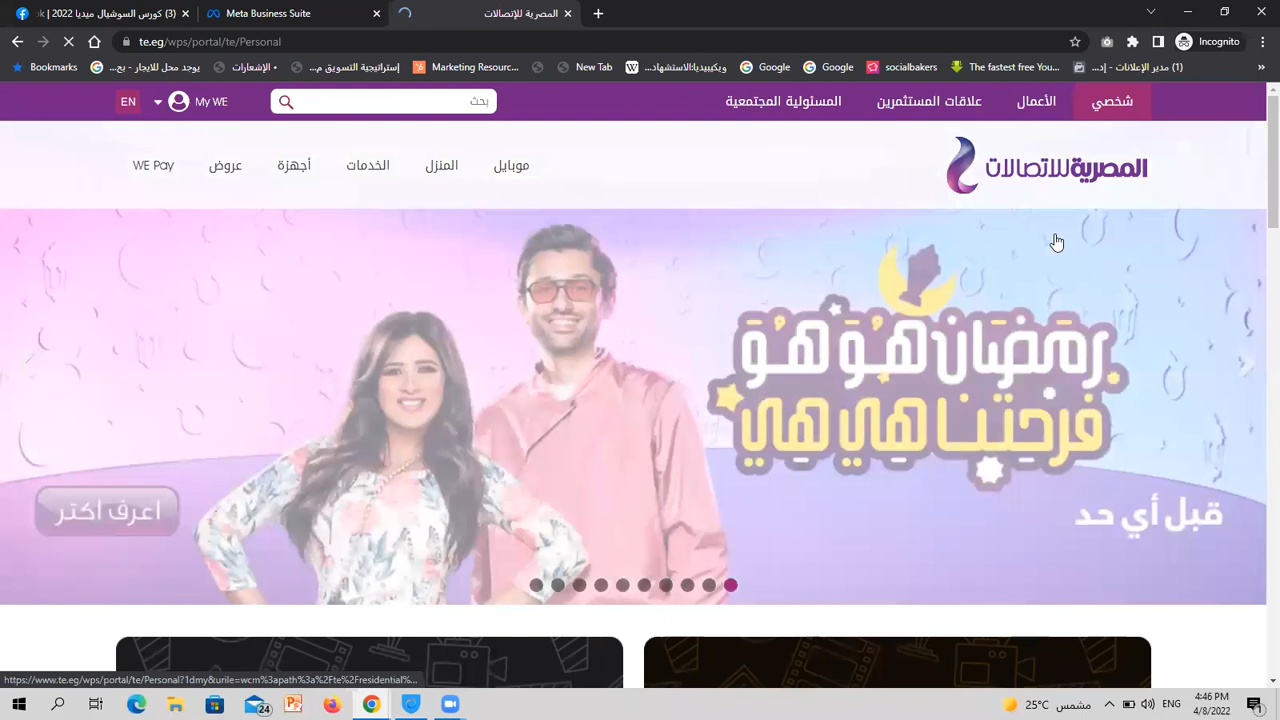 (3) كورس السوشيال ميديا 2022 | ok
Meta Business Suite
المصرية للاتصالات
te.eg/wps/portal/te/Personal
Incognito
Bookmarks
يوجد محل للايجار - بح...
الإشعارات •
إستراتيجية التسويق م...
Marketing Resourc...
New Tab
ويكيبيديا:الاستشهاد...
Google
Google
socialbakers
The fastest free You...
(1) مدير الإعلانات - إد...
»
EN
My WE
بحث
المسئولية المجتمعية
علاقات المستثمرين
الأعمال
شخصي
WE Pay
عروض
أجهزة
الخدمات
المنزل
موبايل
المصرية للاتصالات
رمضان هُوَ هُوَ
فرحتنا هي هي
قبل أي حد
اعرف اكتر
https://www.te.eg/wps/portal/te/Personal?1dmy&urile=wcm%3apath%3a%2Fte%2Fresidential%...
24
25°C مشمس
ENG
4:46 PM
4/8/2022
1